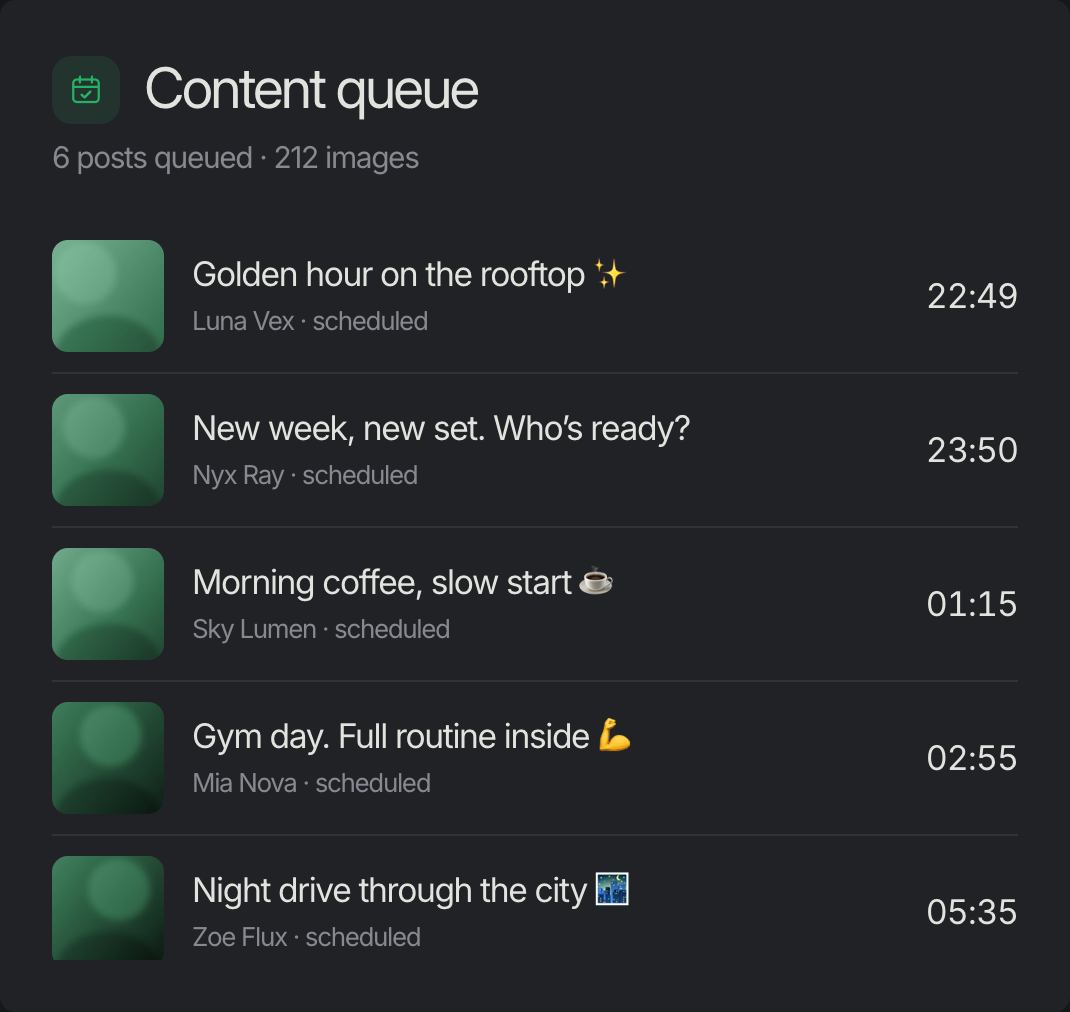 Content queue
6 posts queued · 212 images
Golden hour on the rooftop ✨
Luna Vex · scheduled
22:49
New week, new set. Who’s ready?
Nyx Ray · scheduled
23:50
Morning coffee, slow start ☕
Sky Lumen · scheduled
01:15
Gym day. Full routine inside 💪
Mia Nova · scheduled
02:55
Night drive through the city 🌃
Zoe Flux · scheduled
05:35